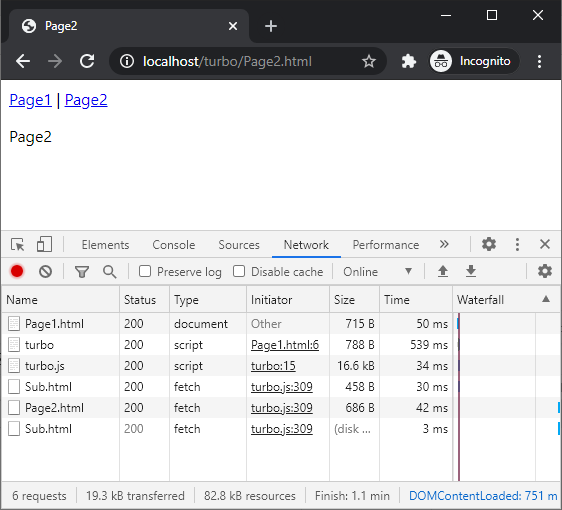 Page2
localhost/turbo/Page2.html Incognito
Page1 | Page2
Page2
Elements Console Sources Network Performance »
Preserve log Disable cache Online
Name Status Type Initiator Size Time Waterfall
Page1.html 200 document Other 715 B 50 ms
turbo 200 script Page1.html:6 788 B 539 ms
turbo.js 200 script turbo:15 16.6 kB 34 ms
Sub.html 200 fetch turbo.js:309 458 B 30 ms
Page2.html 200 fetch turbo.js:309 686 B 42 ms
Sub.html 200 fetch turbo.js:309 (disk ... 3 ms
6 requests 19.3 kB transferred 82.8 kB resources Finish: 1.1 min DOMContentLoaded: 751 m